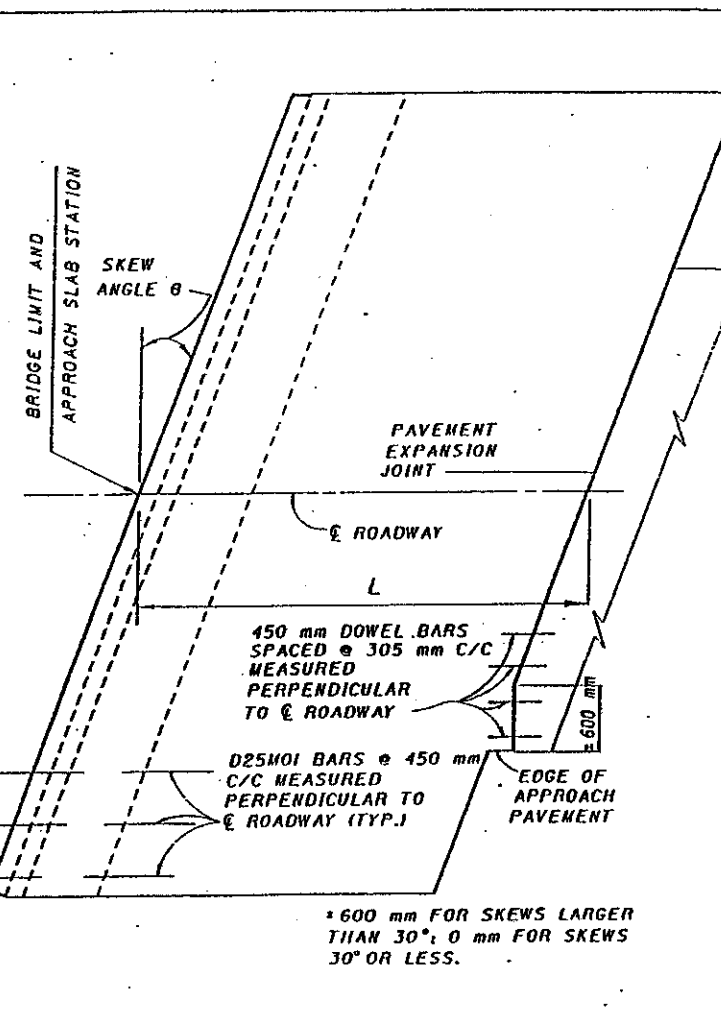 BRIDGE LIMIT AND
APPROACH SLAB STATION
SKEW
ANGLE θ
PAVEMENT
EXPANSION
JOINT
℄ ROADWAY
L
450 mm DOWEL BARS
SPACED @ 305 mm C/C
MEASURED
PERPENDICULAR
TO ℄ ROADWAY
* 600 mm
D25M01 BARS @ 450 mm
C/C MEASURED
PERPENDICULAR TO
℄ ROADWAY (TYP.)
EDGE OF
APPROACH
PAVEMENT
* 600 mm FOR SKEWS LARGER
THAN 30°; 0 mm FOR SKEWS
30° OR LESS.